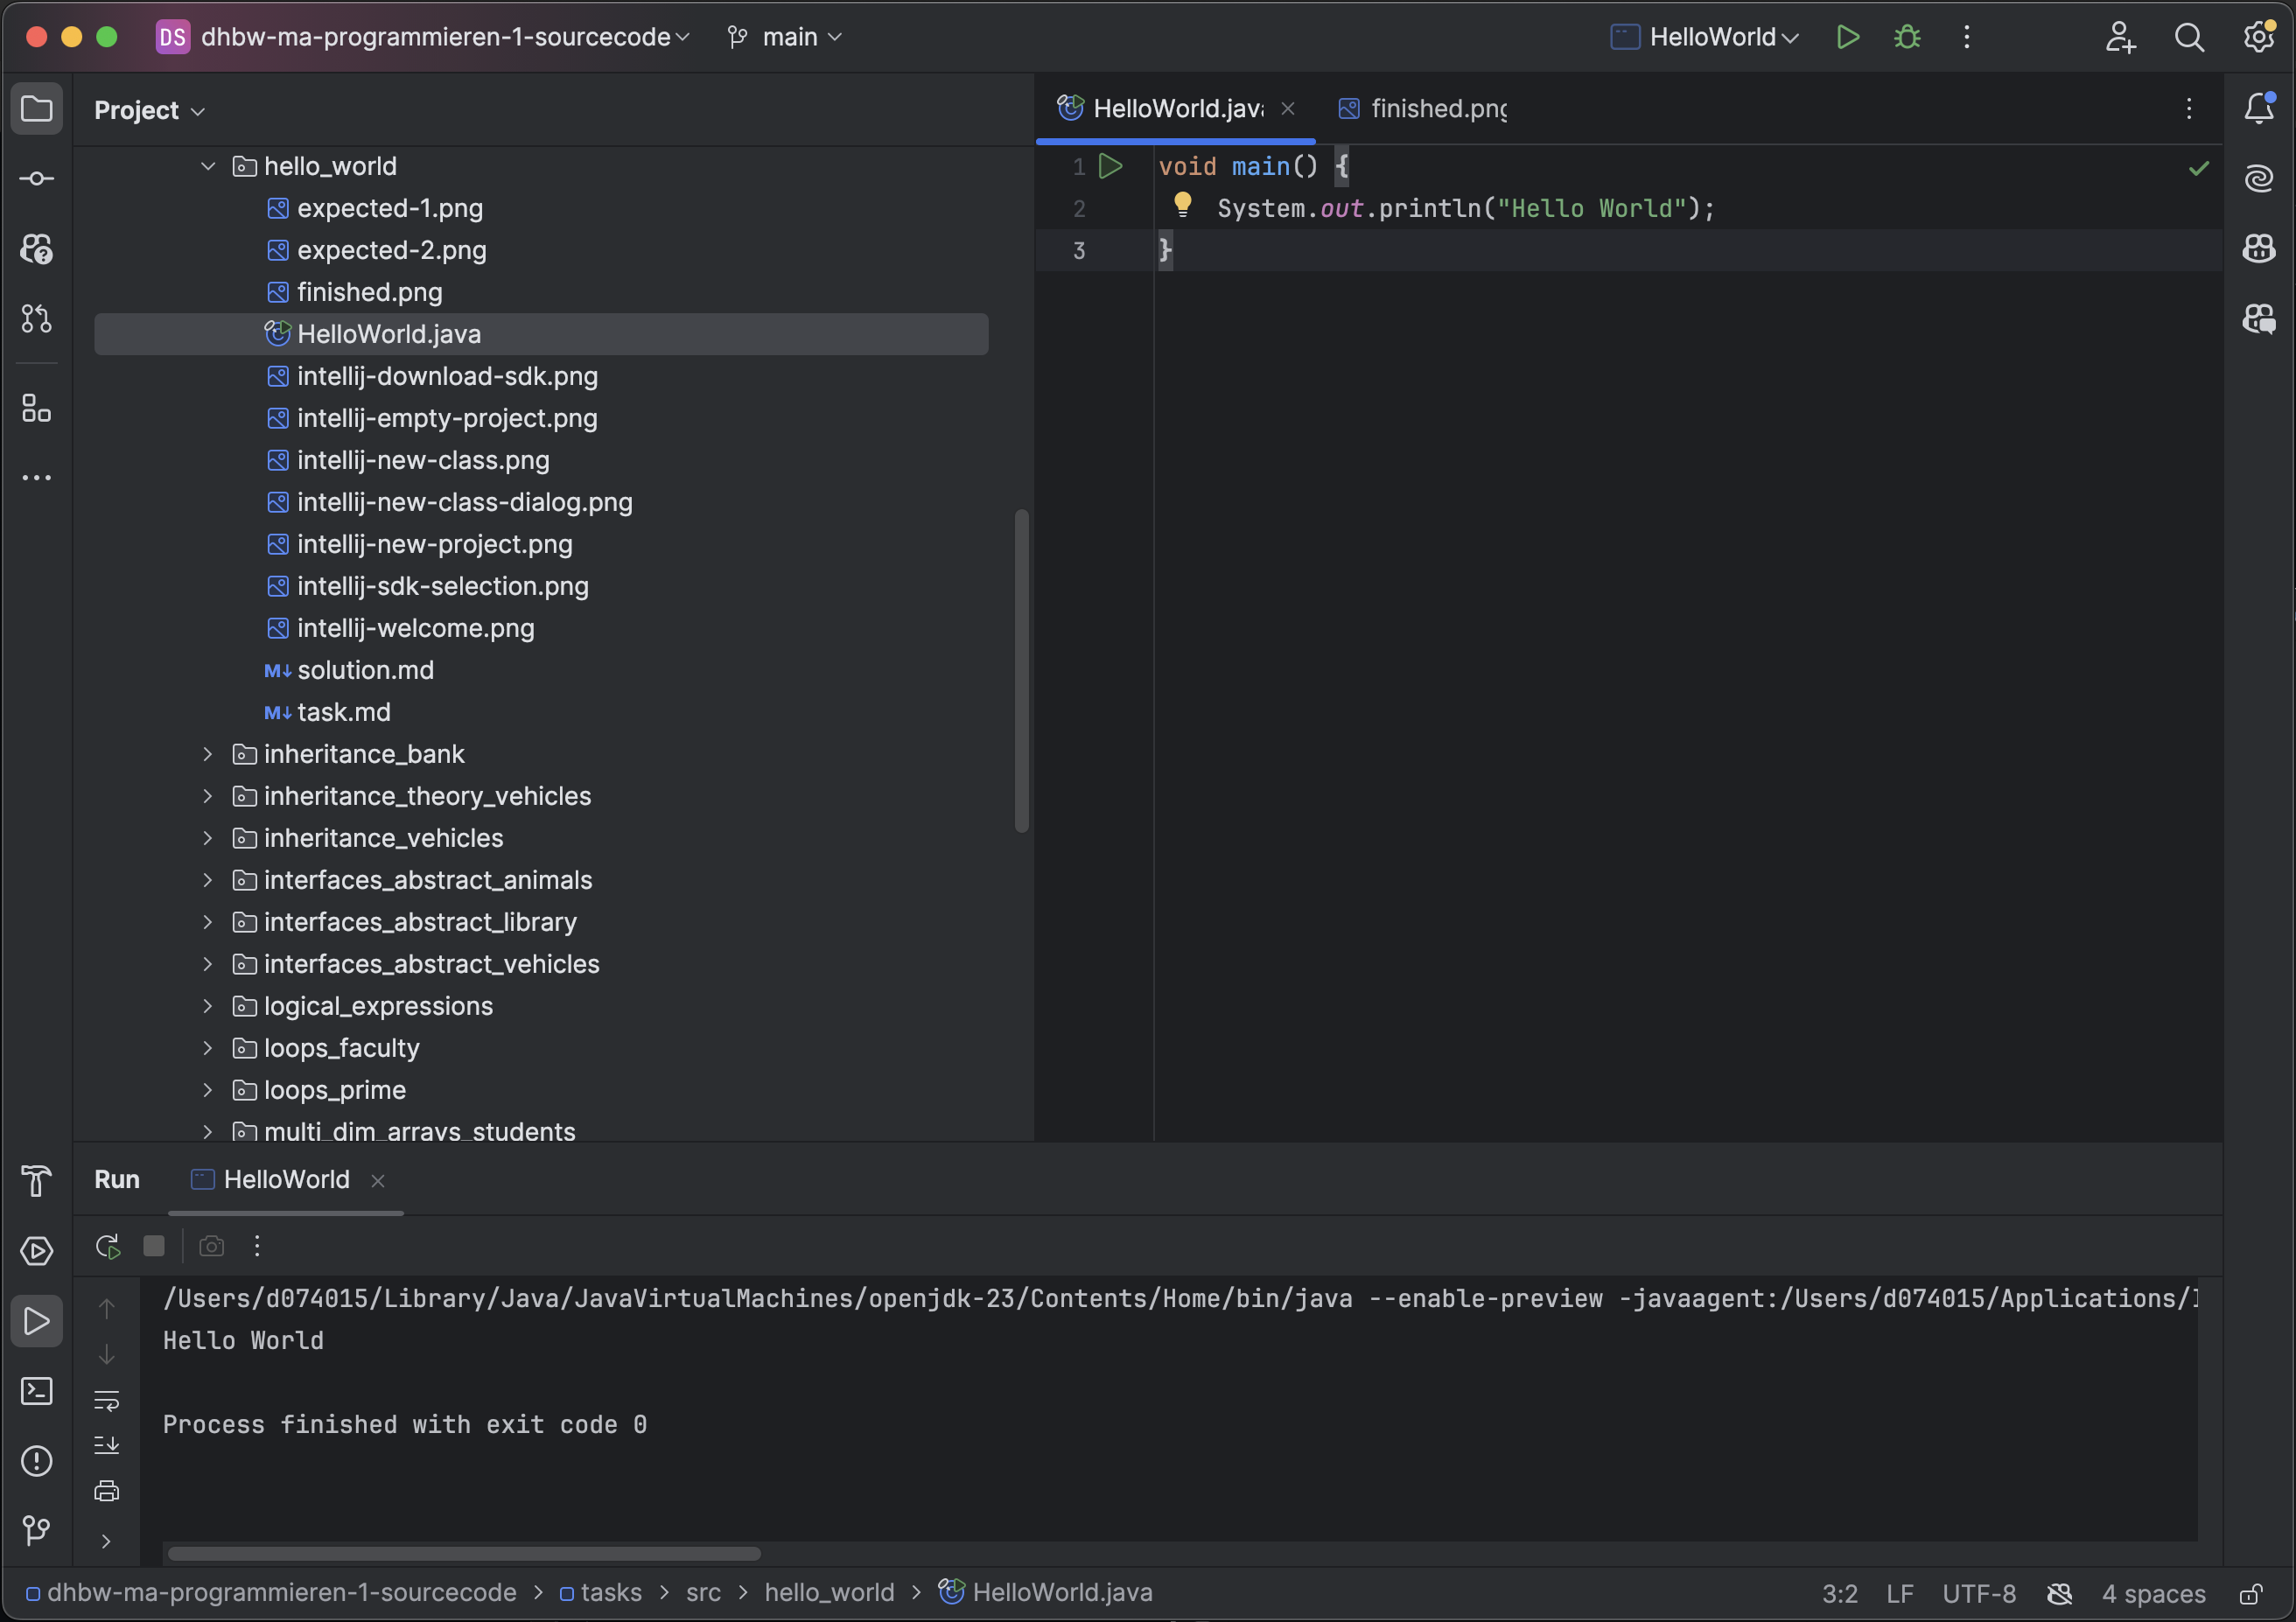 DS dhbw-ma-programmieren-1-sourcecode main HelloWorld
Project
hello_world
expected-1.png
expected-2.png
finished.png
HelloWorld.java
intellij-download-sdk.png
intellij-empty-project.png
intellij-new-class.png
intellij-new-class-dialog.png
intellij-new-project.png
intellij-sdk-selection.png
intellij-welcome.png
M↓ solution.md
M↓ task.md
inheritance_bank
inheritance_theory_vehicles
inheritance_vehicles
interfaces_abstract_animals
interfaces_abstract_library
interfaces_abstract_vehicles
logical_expressions
loops_faculty
loops_prime
multi_dim_arrays_students
HelloWorld.java finished.png
1 void main() {
2 System.out.println("Hello World");
3 }
Run HelloWorld
/Users/d074015/Library/Java/JavaVirtualMachines/openjdk-23/Contents/Home/bin/java --enable-preview -javaagent:/Users/d074015/Applications/
Hello World
Process finished with exit code 0
dhbw-ma-programmieren-1-sourcecode > tasks > src > hello_world > HelloWorld.java 3:2 LF UTF-8 4 spaces